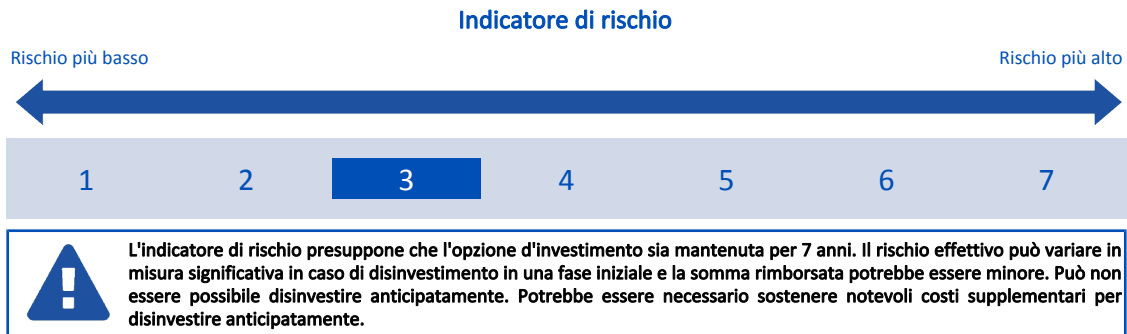 Indicatore di rischio
Rischio più basso
Rischio più alto
1 2 3 4 5 6 7
L'indicatore di rischio presuppone che l'opzione d'investimento sia mantenuta per 7 anni. Il rischio effettivo può variare in
misura significativa in caso di disinvestimento in una fase iniziale e la somma rimborsata potrebbe essere minore. Può non
essere possibile disinvestire anticipatamente. Potrebbe essere necessario sostenere notevoli costi supplementari per
disinvestire anticipatamente.